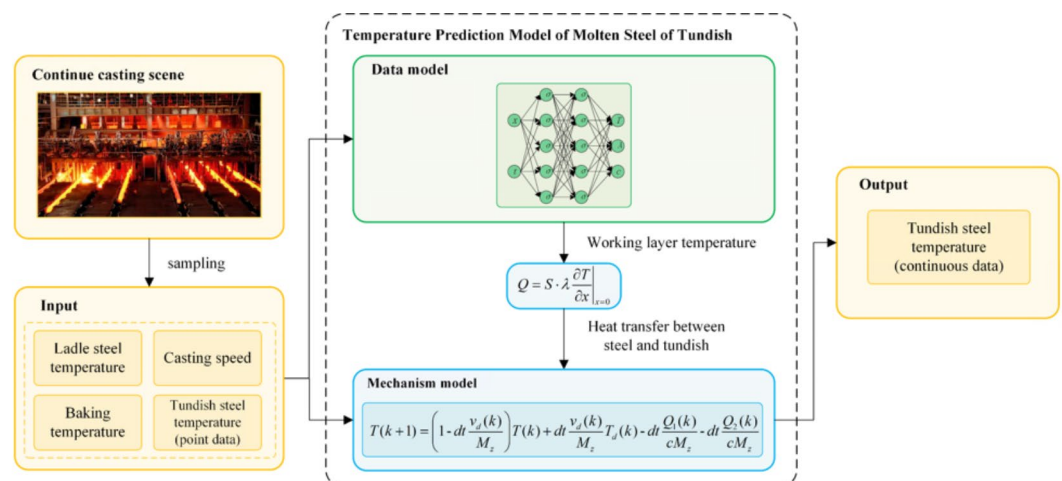 Temperature Prediction Model of Molten Steel of Tundish
Continue casting scene
sampling
Input
Ladle steel
temperature
Casting speed
Baking
temperature
Tundish steel
temperature
(point data)
Data model
x
t
σ σ
σ σ
σ σ
σ σ
σ σ
T
λ
c
Working layer temperature
Q = S · λ ∂T/∂x |x=0
Heat transfer between
steel and tundish
Mechanism model
T(k+1) = (1 - dt v_d(k)/M_z) T(k) + dt v_d(k)/M_z T_d(k) - dt Q_1(k)/cM_z - dt Q_2(k)/cM_z
Output
Tundish steel
temperature
(continuous data)